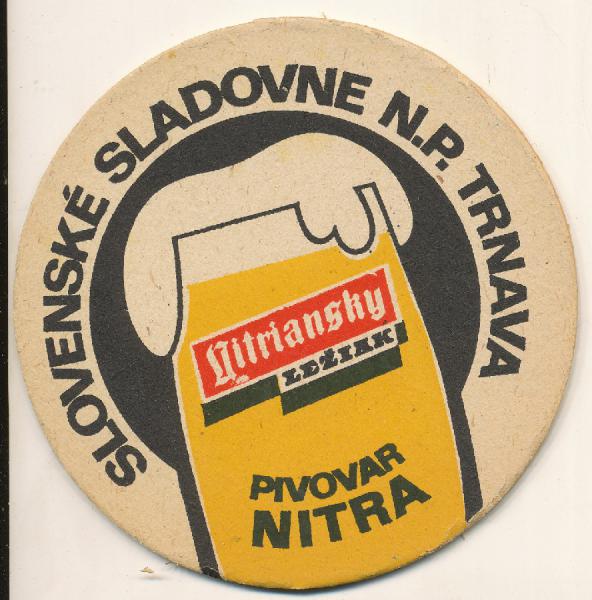 SLOVENSKÉ SLADOVNE N.P. TRNAVA
Nitriansky
LEŽIAK
PIVOVAR
NITRA